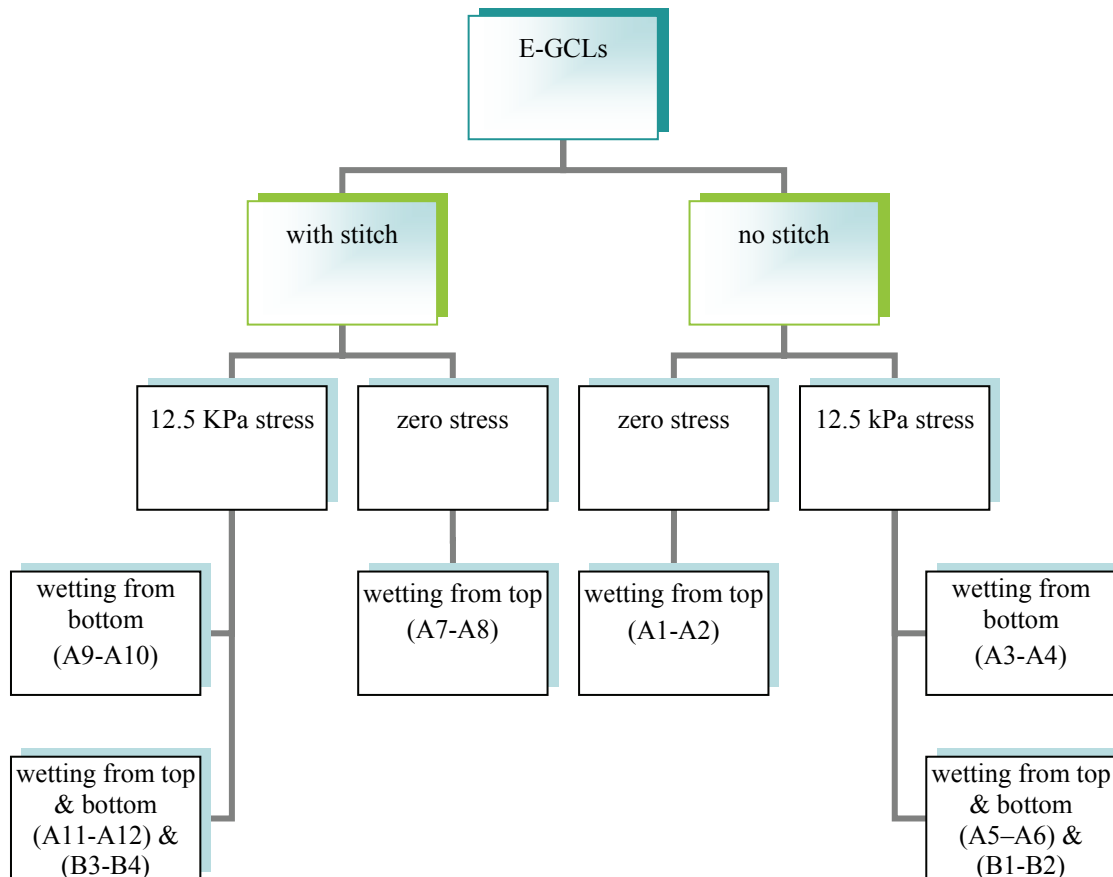 E-GCLs
with stitch
no stitch
12.5 KPa stress
zero stress
zero stress
12.5 kPa stress
wetting from
bottom
(A9-A10)
wetting from top
(A7-A8)
wetting from top
(A1-A2)
wetting from
bottom
(A3-A4)
wetting from top
& bottom
(A11-A12) &
(B3-B4)
wetting from top
& bottom
(A5–A6) &
(B1-B2)